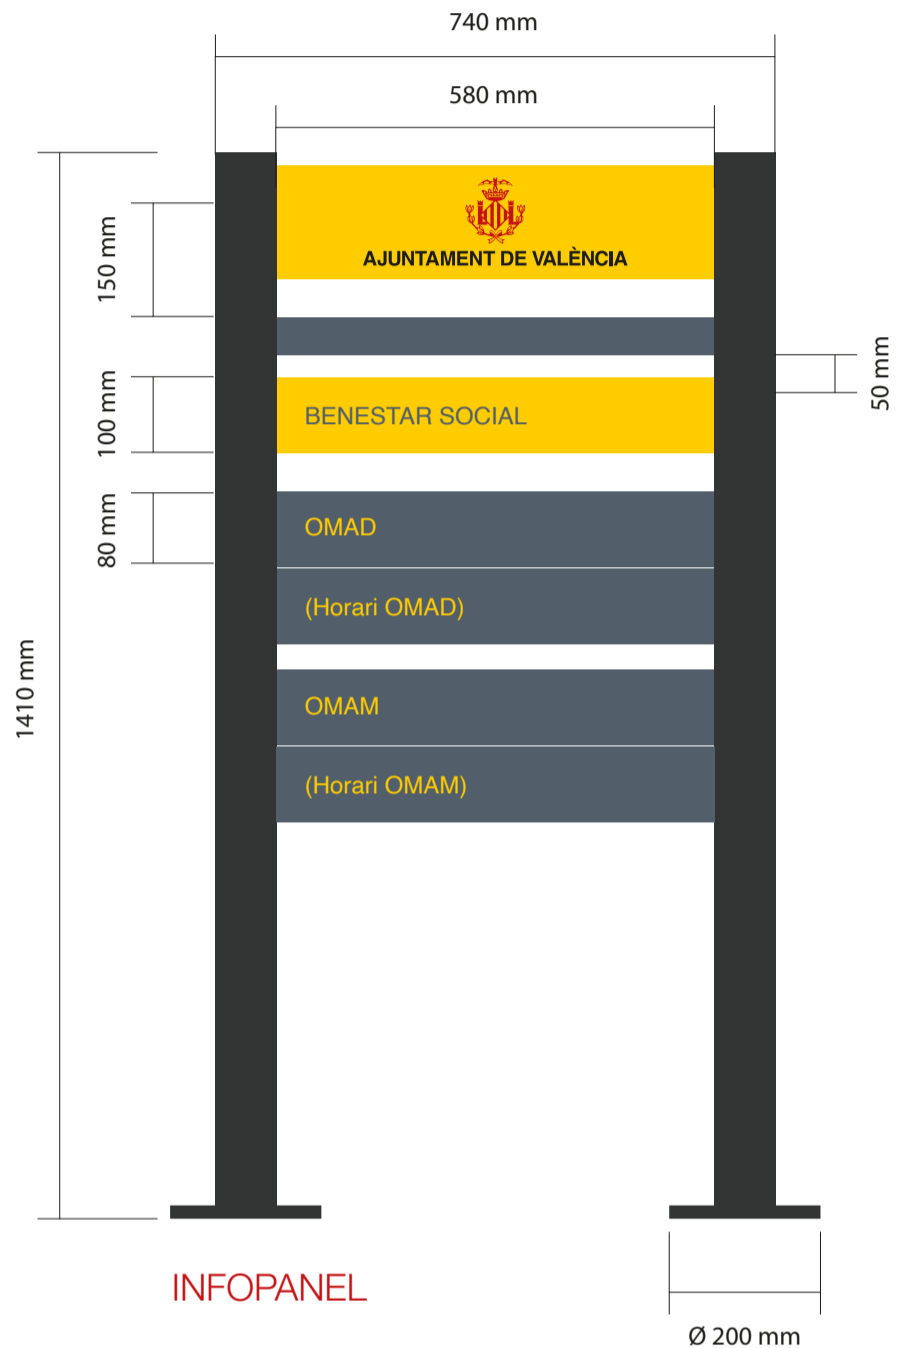 740 mm
580 mm
AJUNTAMENT DE VALÈNCIA
150 mm
50 mm
100 mm
BENESTAR SOCIAL
80 mm
OMAD
(Horari OMAD)
1410 mm
OMAM
(Horari OMAM)
INFOPANEL
Ø 200 mm